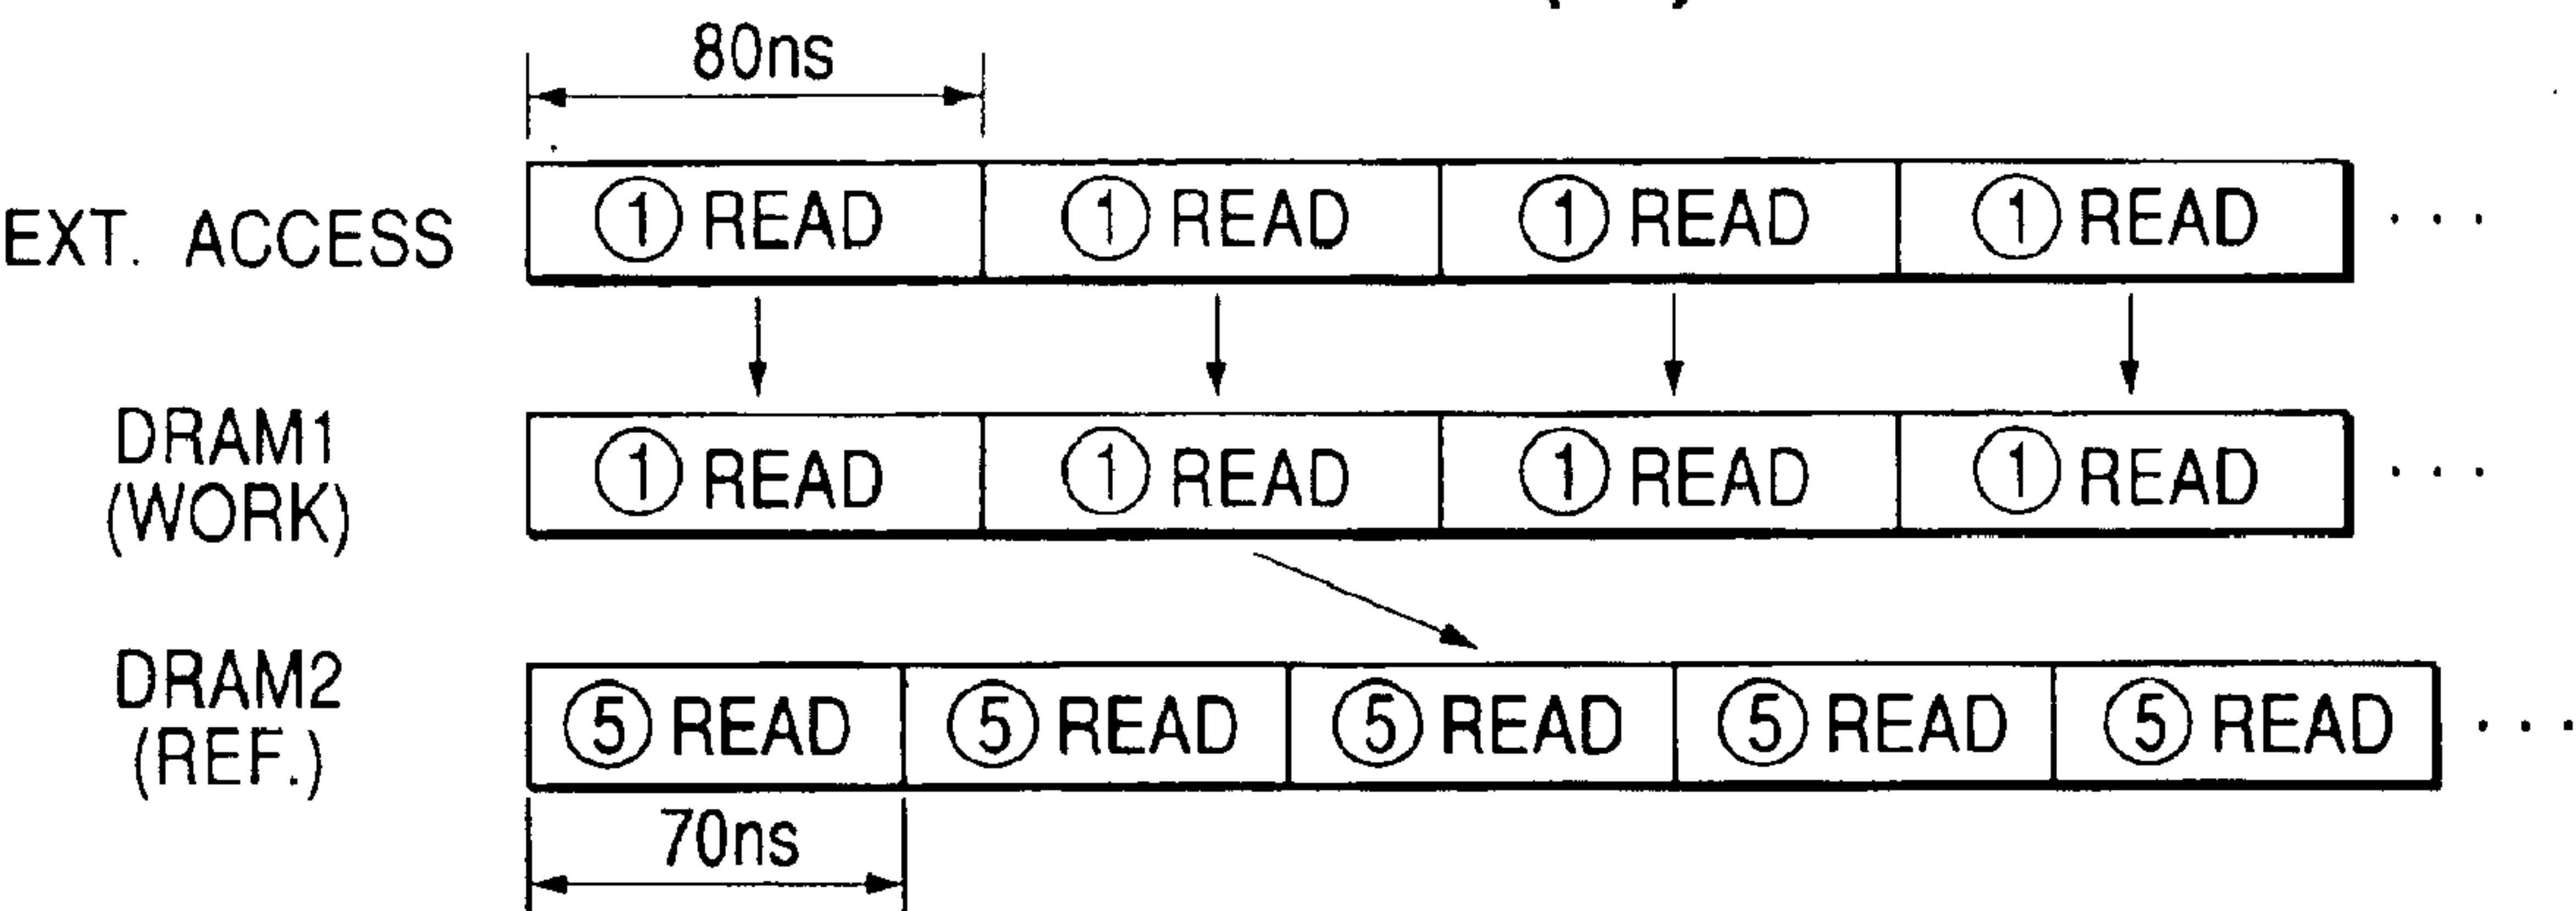 80ns
EXT. ACCESS ① READ ① READ ① READ ① READ ...
DRAM1
(WORK)
① READ ① READ ① READ ① READ ...
DRAM2
(REF.)
⑤ READ ⑤ READ ⑤ READ ⑤ READ ⑤ READ ...
70ns